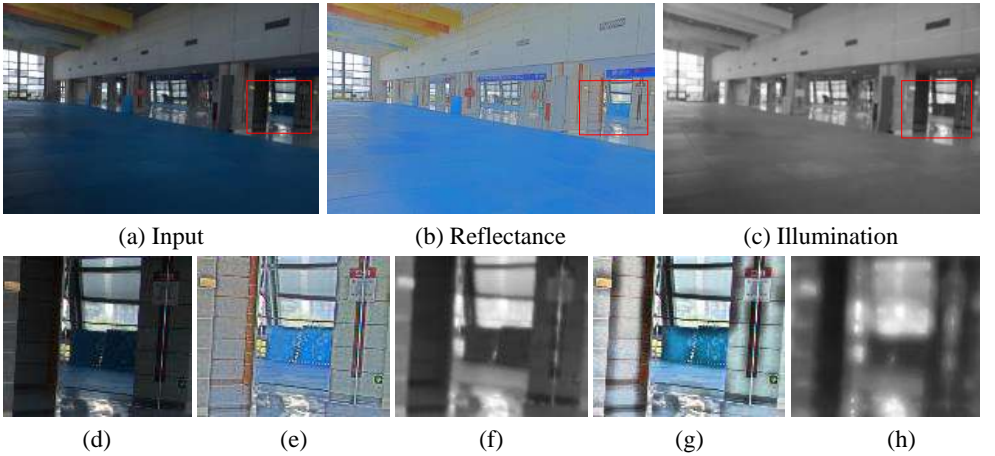 (a) Input
(b) Reflectance
(c) Illumination
(d)
(e)
(f)
(g)
(h)